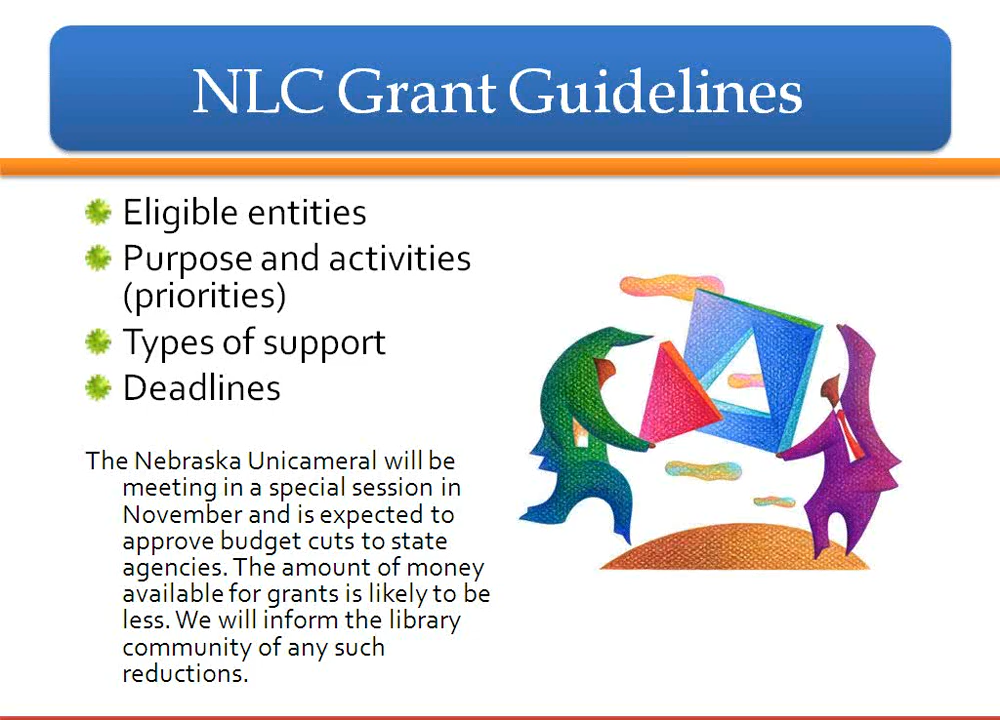 NLC Grant Guidelines
Eligible entities
Purpose and activities
(priorities)
Types of support
Deadlines
The Nebraska Unicameral will be
meeting in a special session in
November and is expected to
approve budget cuts to state
agencies. The amount of money
available for grants is likely to be
less. We will inform the library
community of any such
reductions.